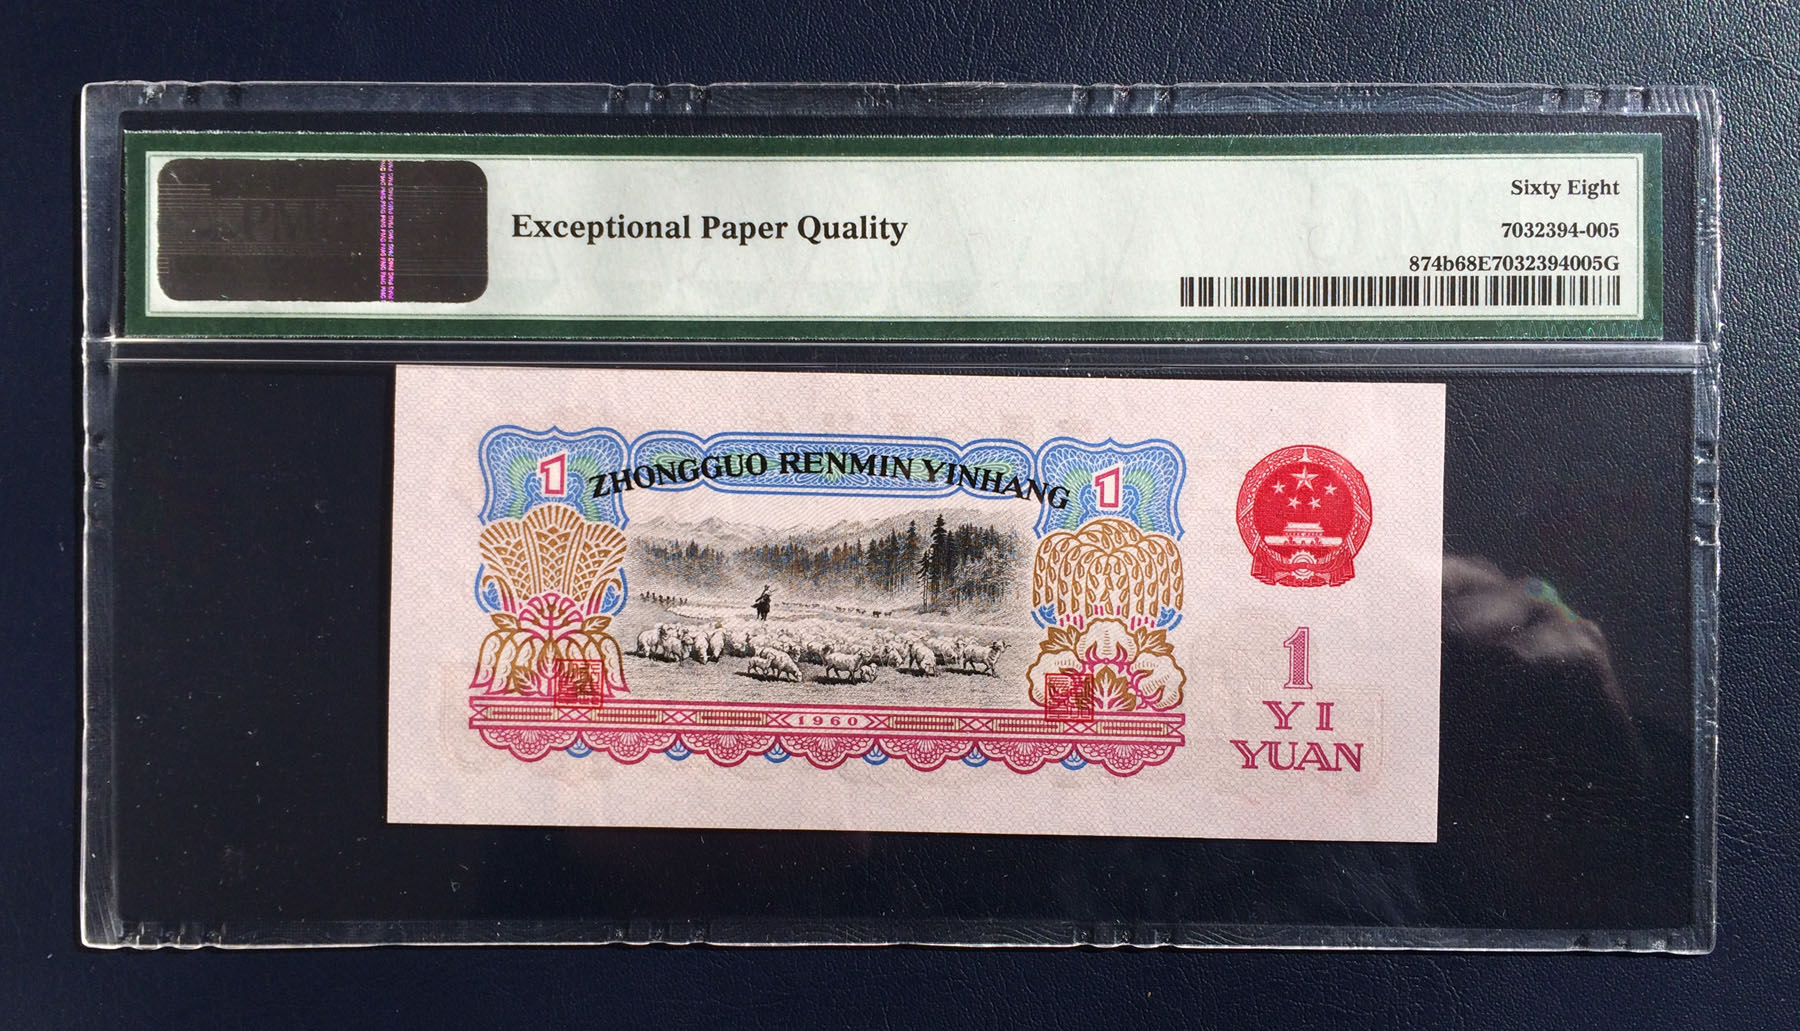 Sixty Eight
Exceptional Paper Quality
7032394-005
874b68E7032394005G
1
ZHONGGUO RENMIN YINHANG
1
1960
1
YI
YUAN